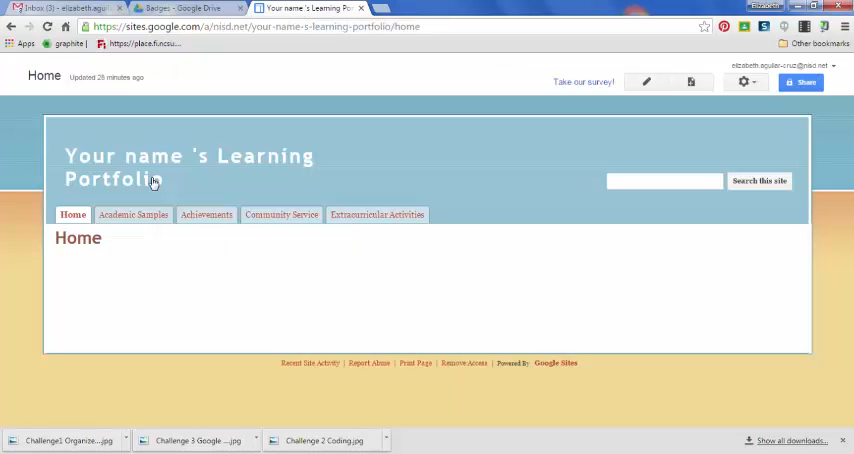 Inbox (3) - elizabeth.aguila
Badges - Google Drive
Your name 's Learning Por
Elizabeth
https://sites.google.com/a/nisd.net/your-name-s-learning-portfolio/home
Apps
graphite |
https://place.fi.ncsu...
Other bookmarks
Home Updated 28 minutes ago
elizabeth.aguilar-cruz@nisd.net
Take our survey!
Share
Your name 's Learning
Portfolio
Search this site
Home
Academic Samples
Achievements
Community Service
Extracurricular Activities
Home
Recent Site Activity | Report Abuse | Print Page | Remove Access | Powered By Google Sites
Challenge1 Organize....jpg
Challenge 3 Google ....jpg
Challenge 2 Coding.jpg
Show all downloads...